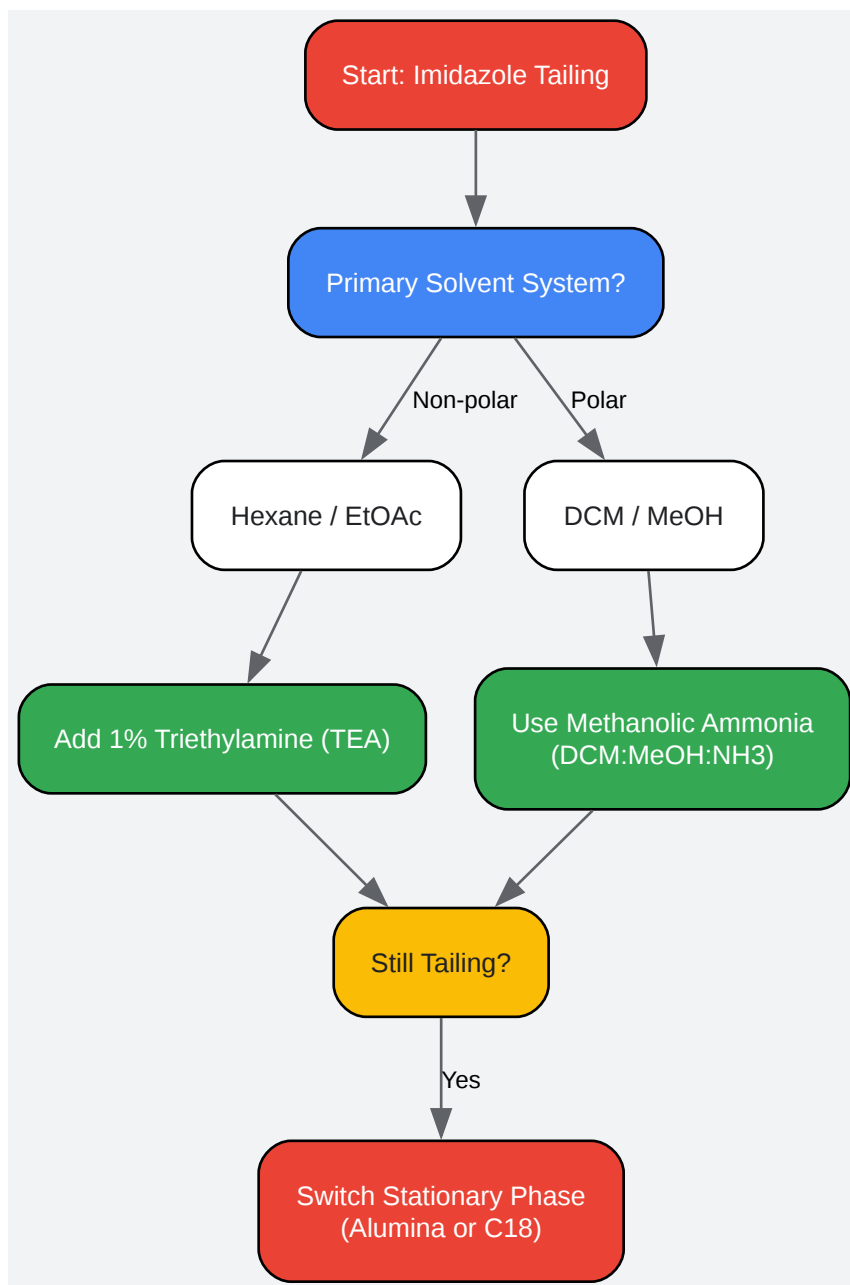 Start: Imidazole Tailing
Primary Solvent System?
Non-polar
Polar
Hexane / EtOAc
DCM / MeOH
Add 1% Triethylamine (TEA)
Use Methanolic Ammonia
(DCM:MeOH:NH3)
Still Tailing?
Yes
Switch Stationary Phase
(Alumina or C18)